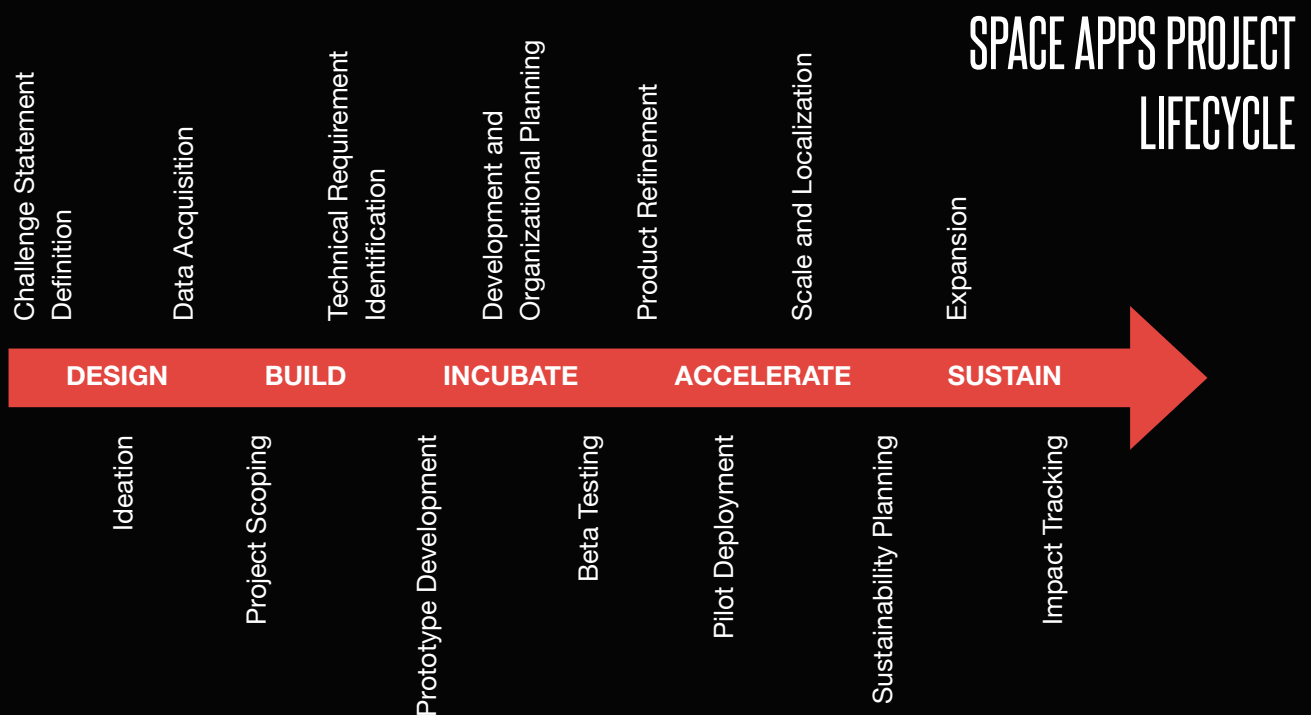 SPACE APPS PROJECT
LIFECYCLE
Challenge Statement
Definition
Data Acquisition
Technical Requirement
Identification
Development and
Organizational Planning
Product Refinement
Scale and Localization
Expansion
DESIGN
BUILD
INCUBATE
ACCELERATE
SUSTAIN
Ideation
Project Scoping
Prototype Development
Beta Testing
Pilot Deployment
Sustainability Planning
Impact Tracking